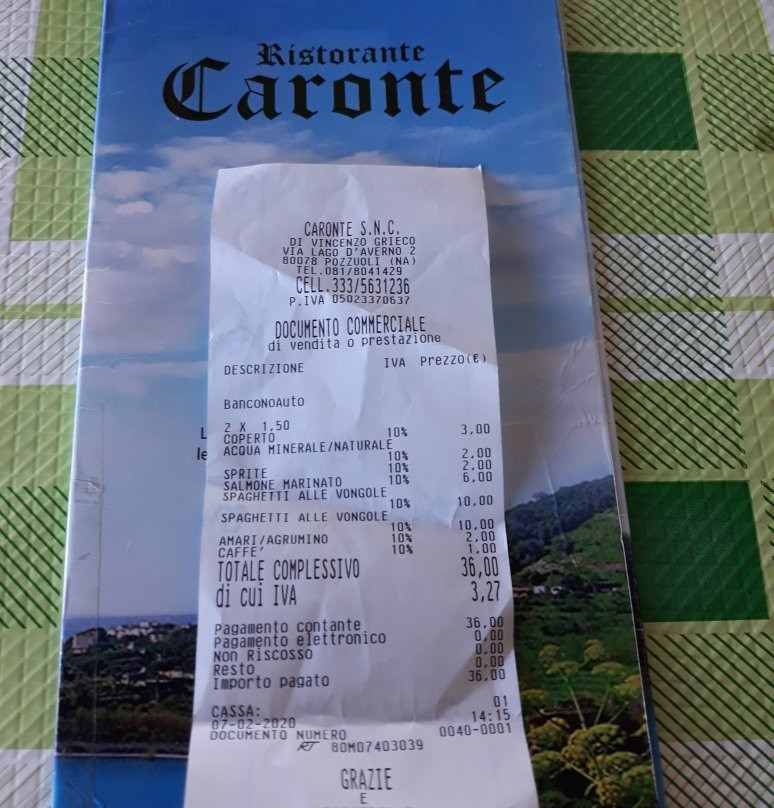 Ristorante
Caronte
CARONTE S.N.C.
DI VINCENZO GRIECO
VIA LAGO D'AVERNO 2
80078 POZZUOLI (NA)
TEL.081/8041429
CELL.333/5631236
P.IVA 05023370637
DOCUMENTO COMMERCIALE
di vendita o prestazione
DESCRIZIONE IVA Prezzo(€)
BancoNoAuto
2 X 1,50
COPERTO 10% 3,00
ACQUA MINERALE/NATURALE
10% 2,00
SPRITE 10% 2,00
SALMONE MARINATO 10% 6,00
SPAGHETTI ALLE VONGOLE
10% 10,00
SPAGHETTI ALLE VONGOLE
10% 10,00
AMARI/AGRUMINO 10% 2,00
CAFFE' 10% 1,00
TOTALE COMPLESSIVO 36,00
di cui IVA 3,27
Pagamento contante 36,00
Pagamento elettronico 0,00
Non Riscosso 0,00
Resto 0,00
Importo pagato 36,00
CASSA: 01
07-02-2020 14:15
DOCUMENTO NUMERO 0040-0001
RT 80M07403039
GRAZIE
E